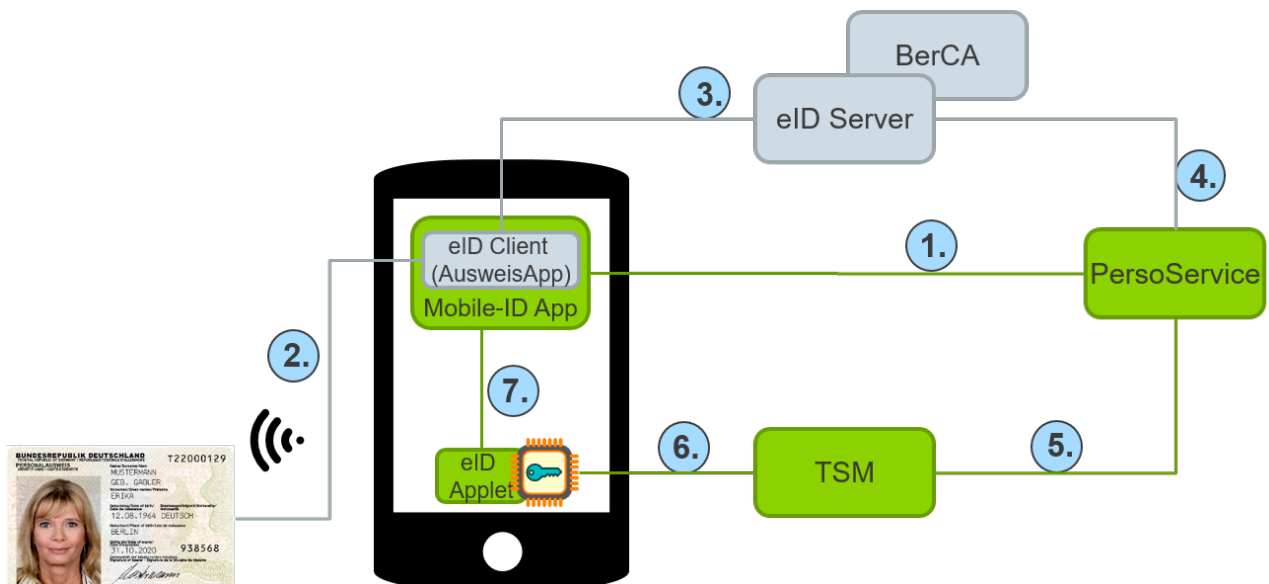 BerCA
3.
eID Server
4.
eID Client
(AusweisApp)
Mobile-ID App
1.
PersoService
2.
7.
eID
Applet
6.
TSM
5.
BUNDESREPUBLIK DEUTSCHLAND
T22000129
PERSONALAUSWEIS
MUSTERMANN
GEB. GABLER
ERIKA
12.08.1964 DEUTSCH
BERLIN
31.10.2020
938568